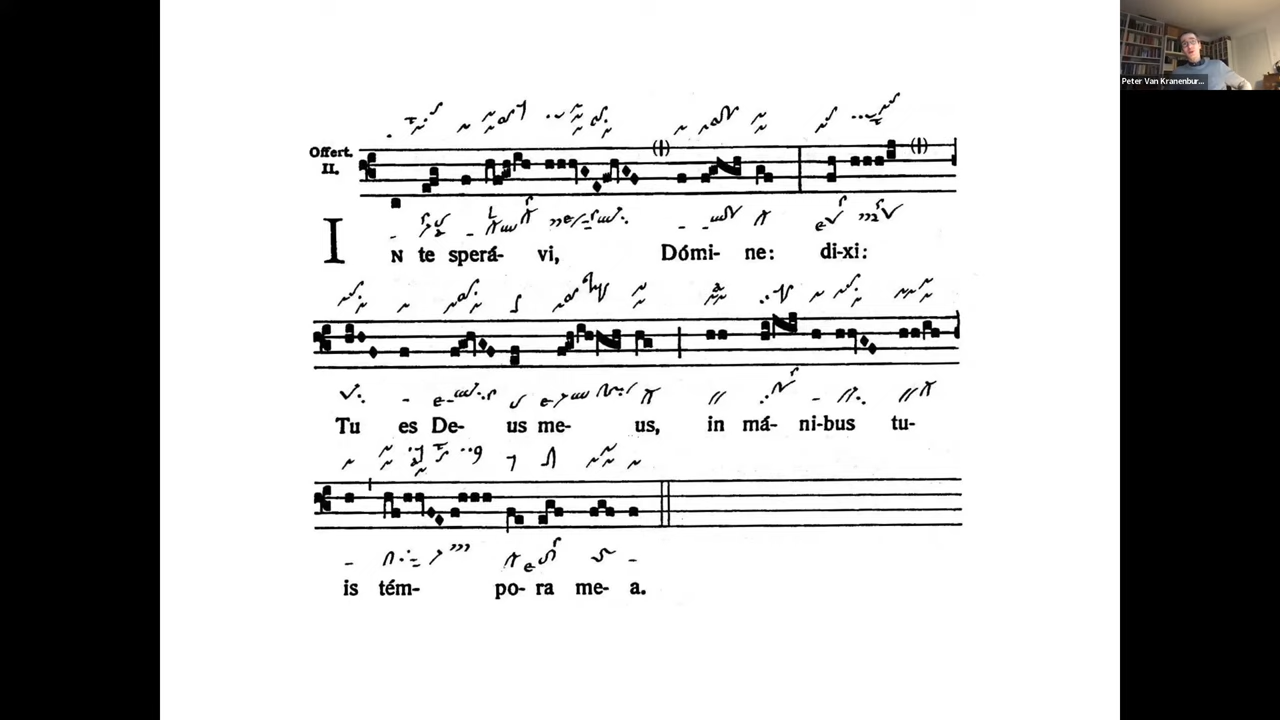 Peter Van Kranenbur...
Offert.
II.
IN te sperá- vi, Dómi- ne: di-xi:
Tu es De- us me- us, in má- ni-bus tu-
is tém- po- ra me- a.